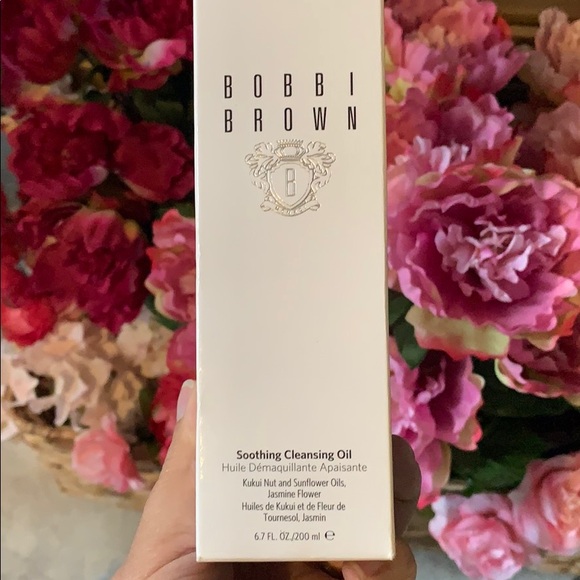 BOBBI
BROWN
B
Soothing Cleansing Oil
Huile Démaquillante Apaisante
Kukui Nut and Sunflower Oils,
Jasmine Flower
Huiles de Kukui et de Fleur de
Tournesol, Jasmin
6.7 FL. OZ./200 ml ℮